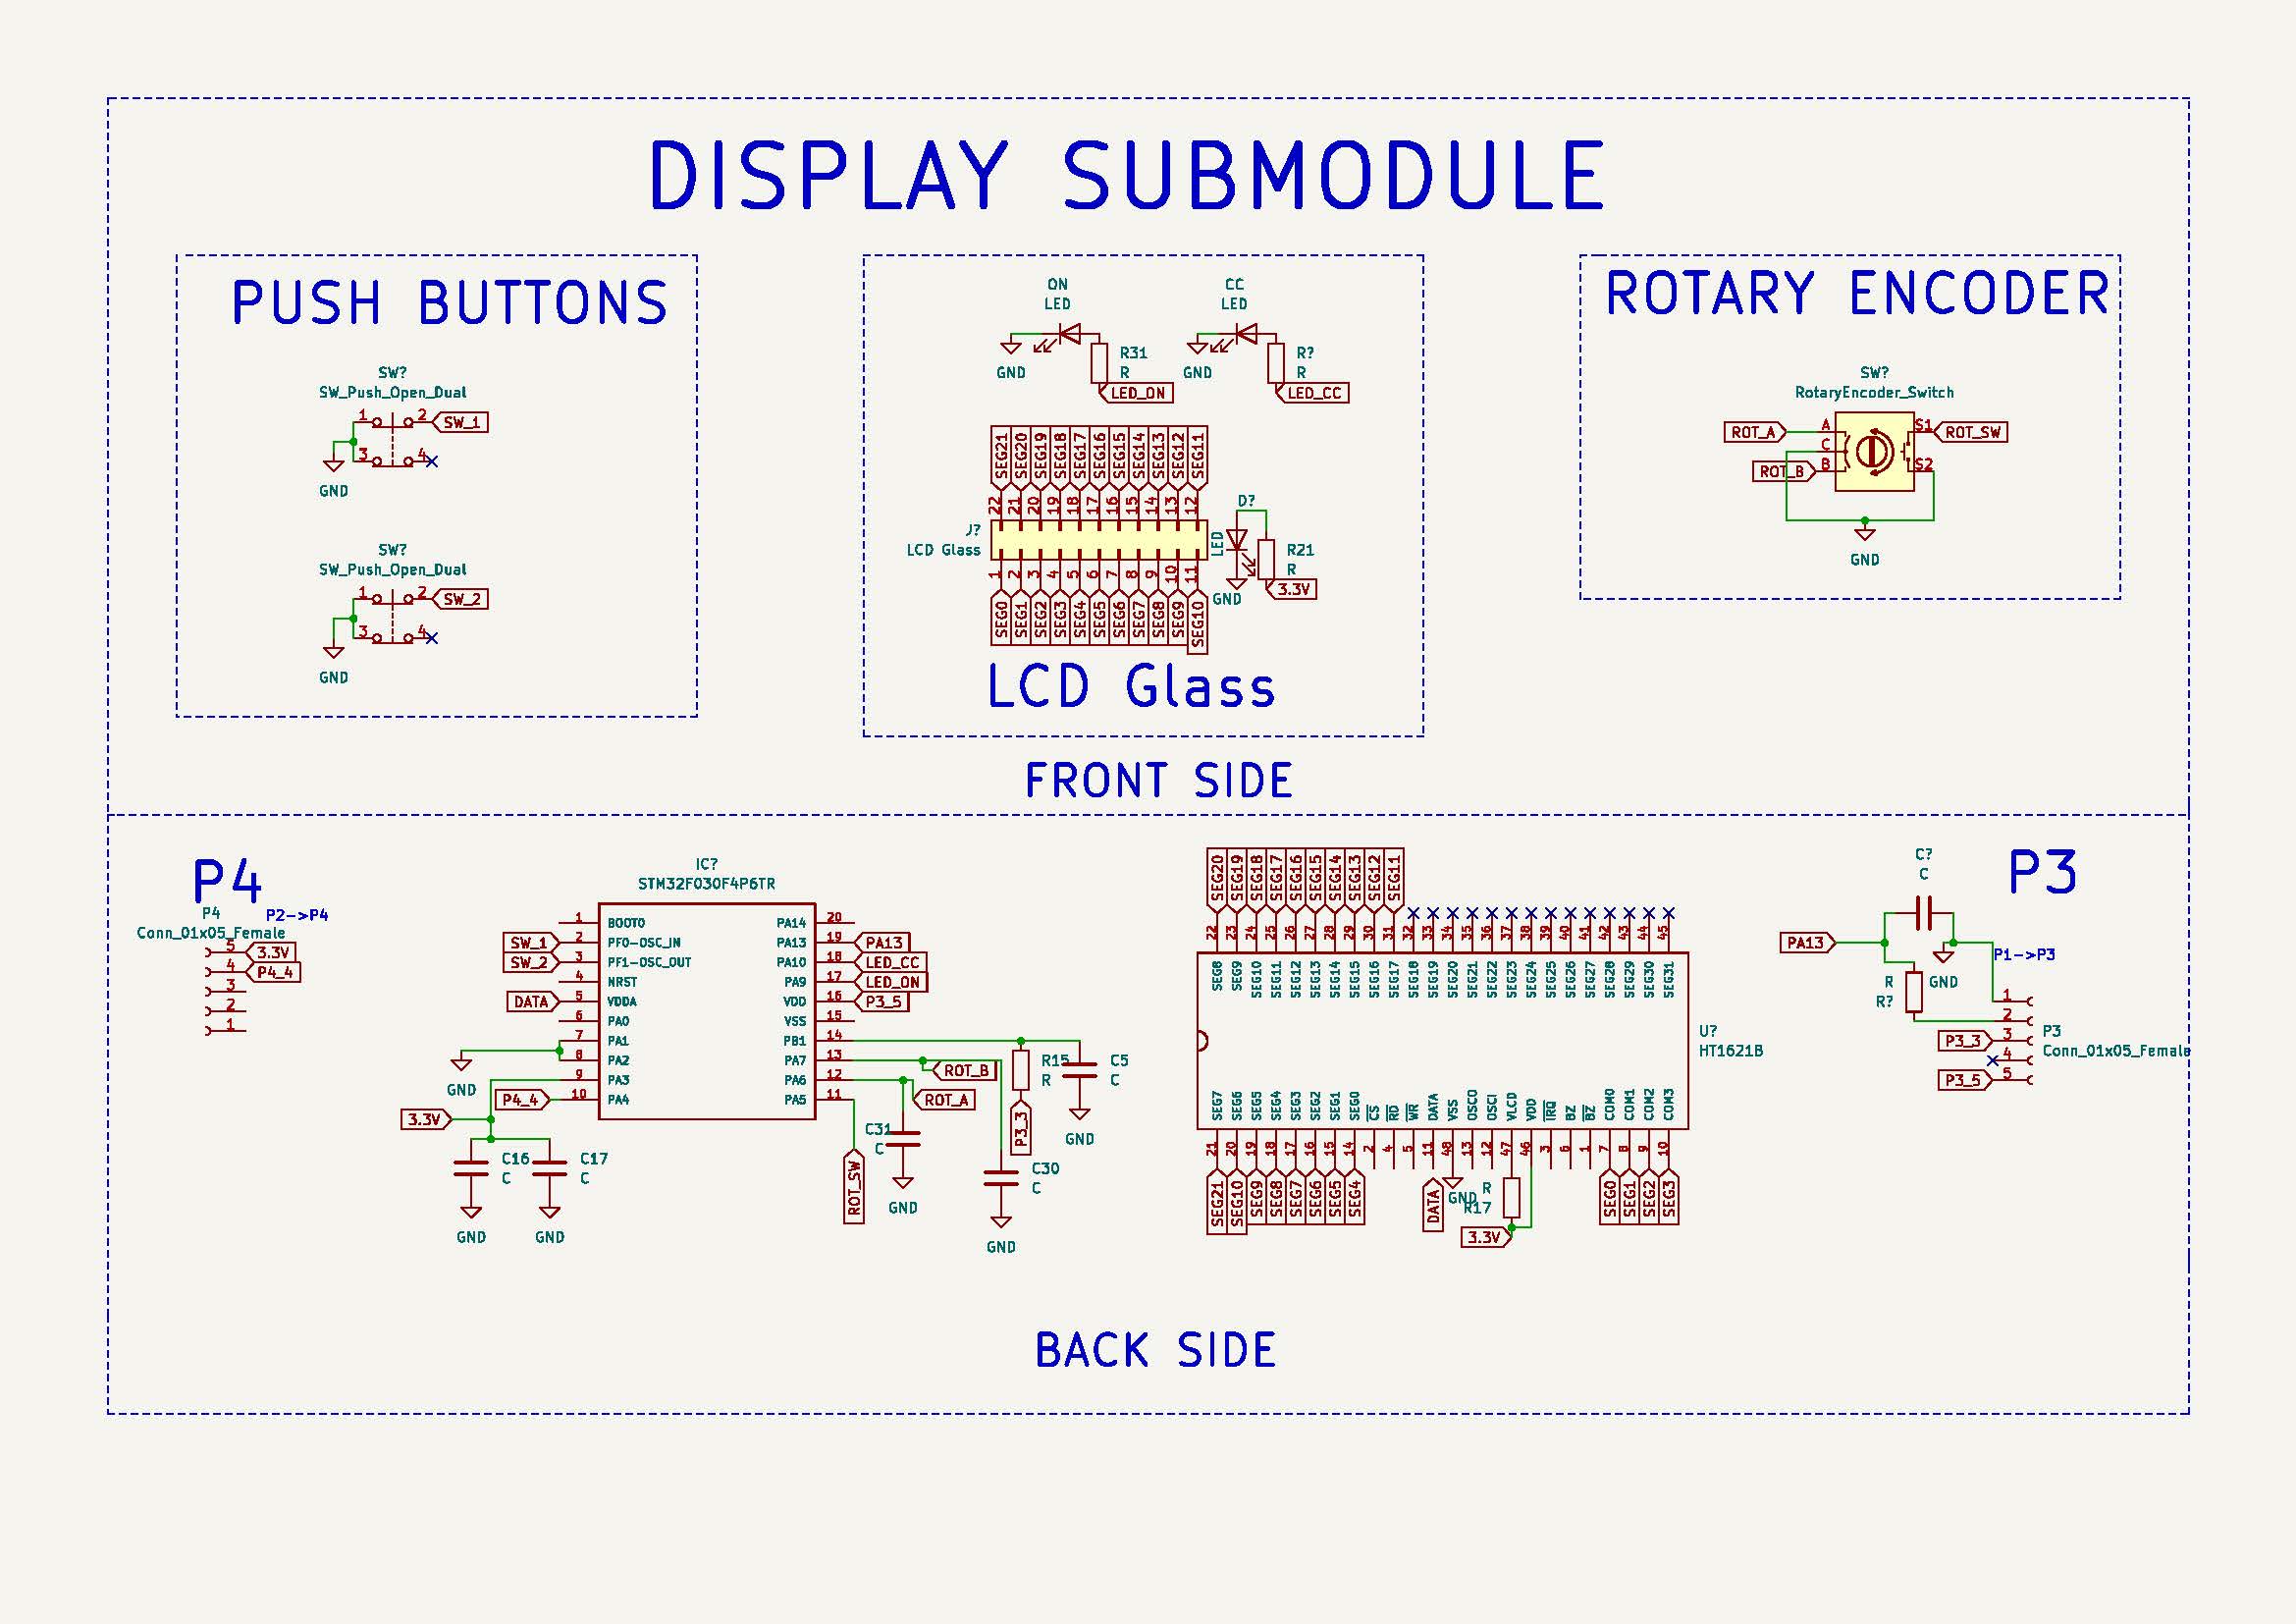 DISPLAY SUBMODULE
PUSH BUTTONS
SW?
SW_Push_Open_Dual
1 2 SW_1
3 4
GND
SW?
SW_Push_Open_Dual
1 2 SW_2
3 4
GND
ON
LED
GND
R31
R
LED_ON
CC
LED
GND
R?
R
LED_CC
SEG21 SEG20 SEG19 SEG18 SEG17 SEG16 SEG15 SEG14 SEG13 SEG12 SEG11
22 21 20 19 18 17 16 15 14 13 12
J?
LCD Glass
1 2 3 4 5 6 7 8 9 10 11
SEG0 SEG1 SEG2 SEG3 SEG4 SEG5 SEG6 SEG7 SEG8 SEG9 SEG10
D?
LED
R21
R
3.3V
GND
LCD Glass
ROTARY ENCODER
SW?
RotaryEncoder_Switch
ROT_A A S1 ROT_SW
C
ROT_B B S2
GND
FRONT SIDE
P4
P4
P2->P4
Conn_01x05_Female
5 3.3V
4 P4_4
3
2
1
IC?
STM32F030F4P6TR
1 BOOT0 PA14 20
SW_1 2 PF0-OSC_IN PA13 19 PA13
SW_2 3 PF1-OSC_OUT PA10 18 LED_CC
4 NRST PA9 17 LED_ON
DATA 5 VDDA VDD 16 P3_5
6 PA0 VSS 15
7 PA1 PB1 14
8 PA2 PA7 13
9 PA3 PA6 12
P4_4 10 PA4 PA5 11
GND
3.3V
C16
C
C17
C
GND
GND
ROT_B
ROT_A
ROT_SW
C31
C
GND
R15
R
P3_3
C5
C
GND
C30
C
GND
SEG20 SEG19 SEG18 SEG17 SEG16 SEG15 SEG14 SEG13 SEG12 SEG11
22 23 24 25 26 27 28 29 30 31 32 33 34 35 36 37 38 39 40 41 42 43 44 45
SEG8 SEG9 SEG10 SEG11 SEG12 SEG13 SEG14 SEG15 SEG16 SEG17 SEG18 SEG19 SEG20 SEG21 SEG22 SEG23 SEG24 SEG25 SEG26 SEG27 SEG28 SEG29 SEG30 SEG31
U?
HT1621B
SEG7 SEG6 SEG5 SEG4 SEG3 SEG2 SEG1 SEG0 CS RD WR DATA VSS OSCO OSCI VLCD VDD IRQ BZ BZ COM0 COM1 COM2 COM3
21 20 19 18 17 16 15 14 2 4 5 11 48 13 12 47 46 3 6 1 7 8 9 10
SEG21 SEG10 SEG9 SEG8 SEG7 SEG6 SEG5 SEG4
DATA
GND
R
R17
3.3V
SEG0 SEG1 SEG2 SEG3
P3
C?
C
PA13
P1->P3
R
R?
GND
1
2
P3_3 3
4
P3_5 5
P3
Conn_01x05_Female
BACK SIDE